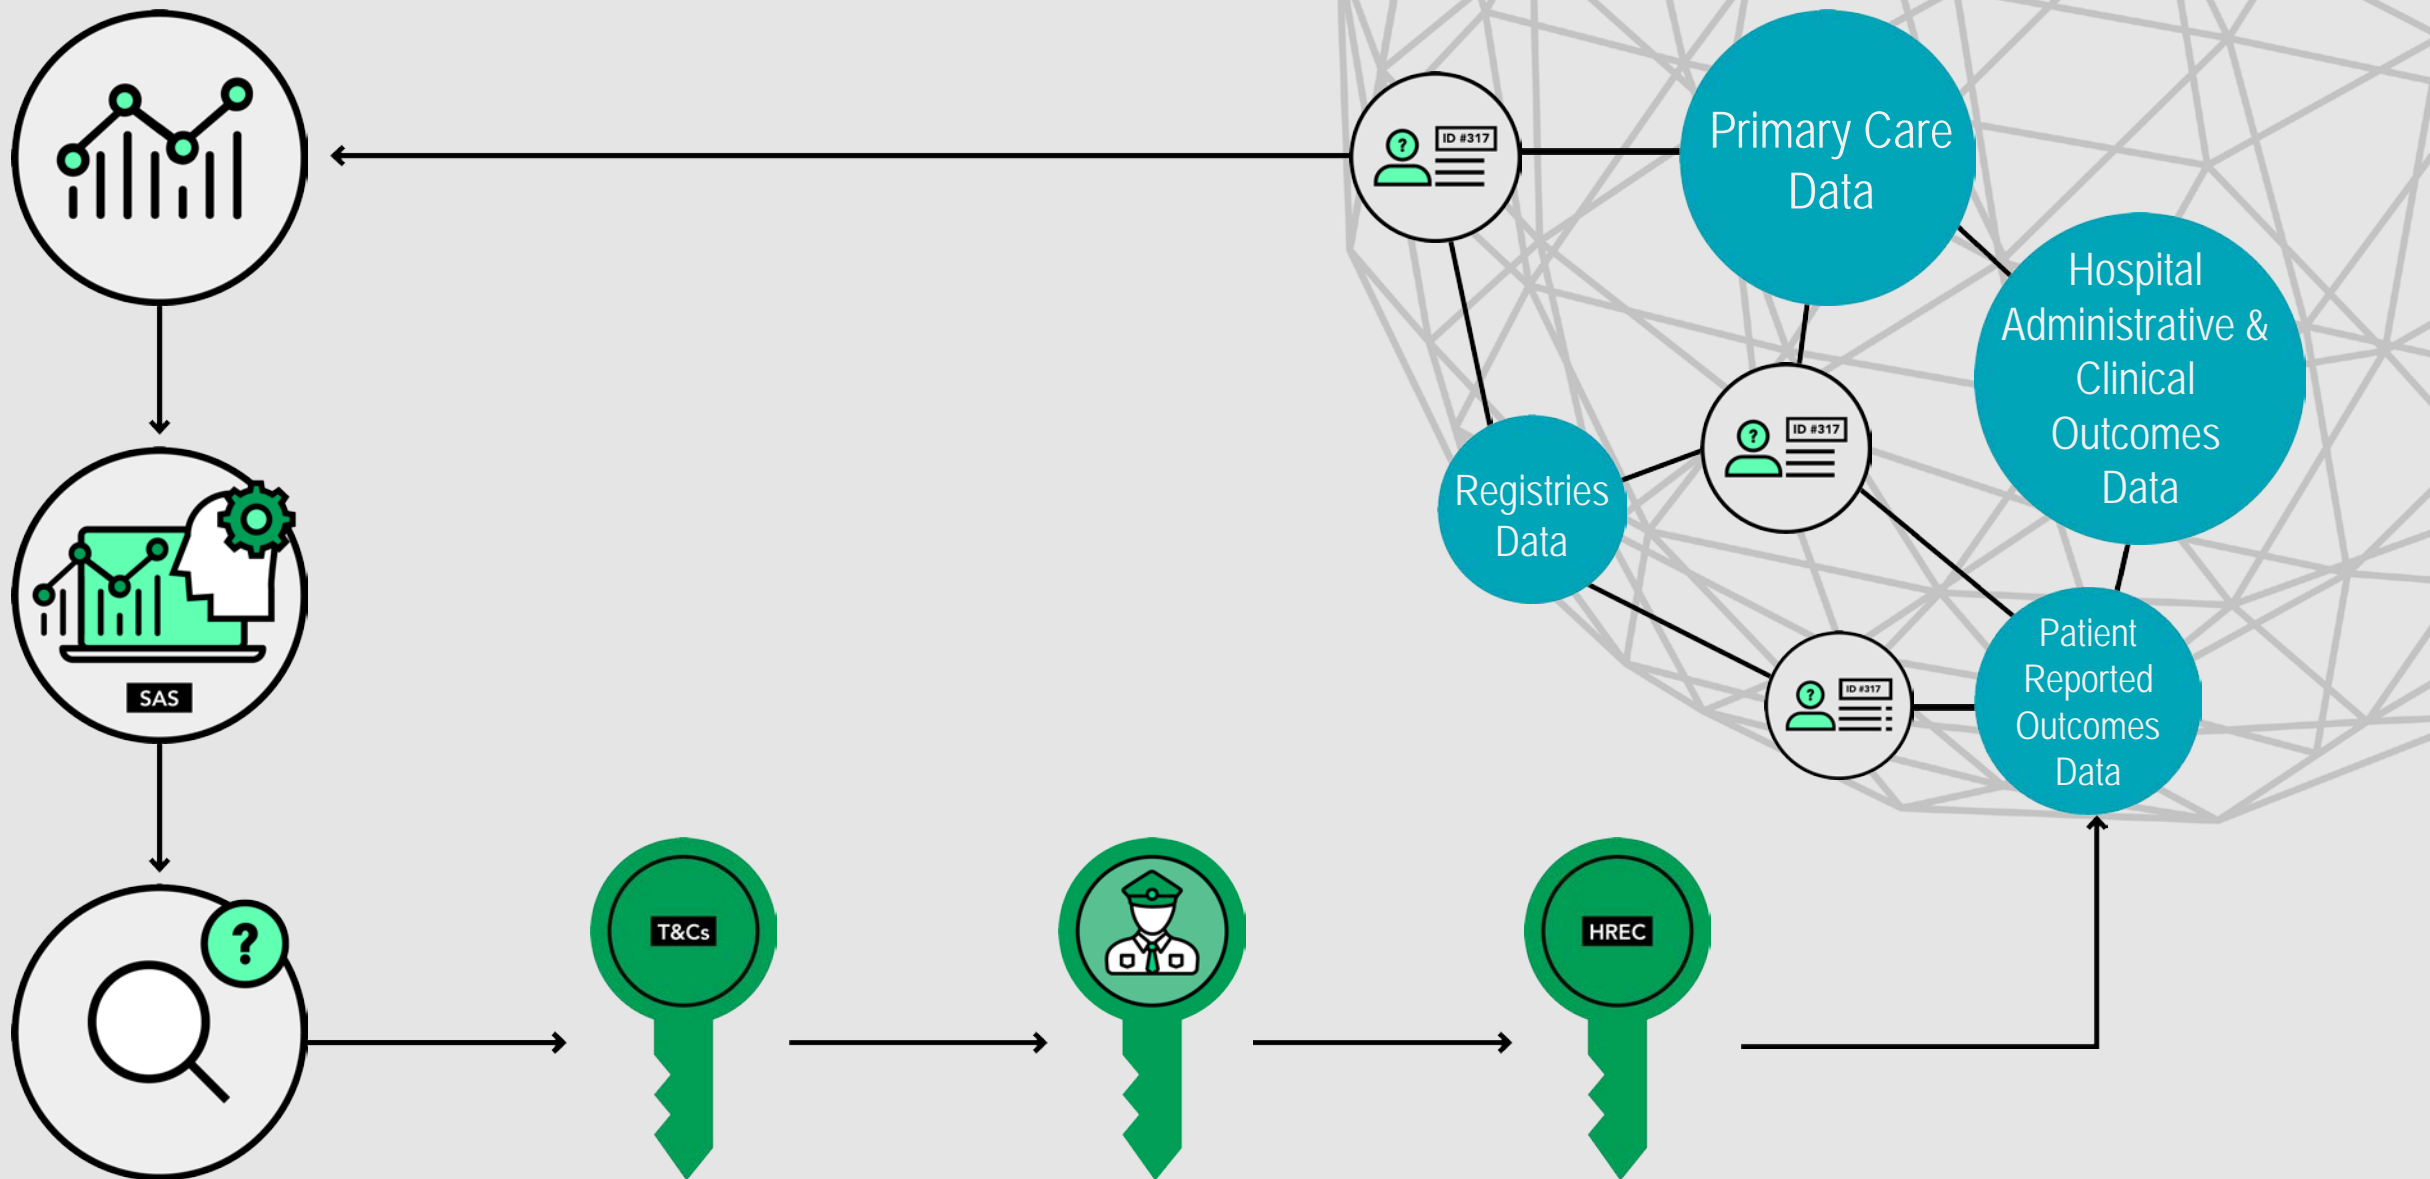 ID #317
?
Primary Care
Data
Hospital
Administrative &
Clinical
Outcomes
Data
ID #317
?
Registries
Data
Patient
Reported
Outcomes
Data
ID #317
?
SAS
?
T&Cs
HREC